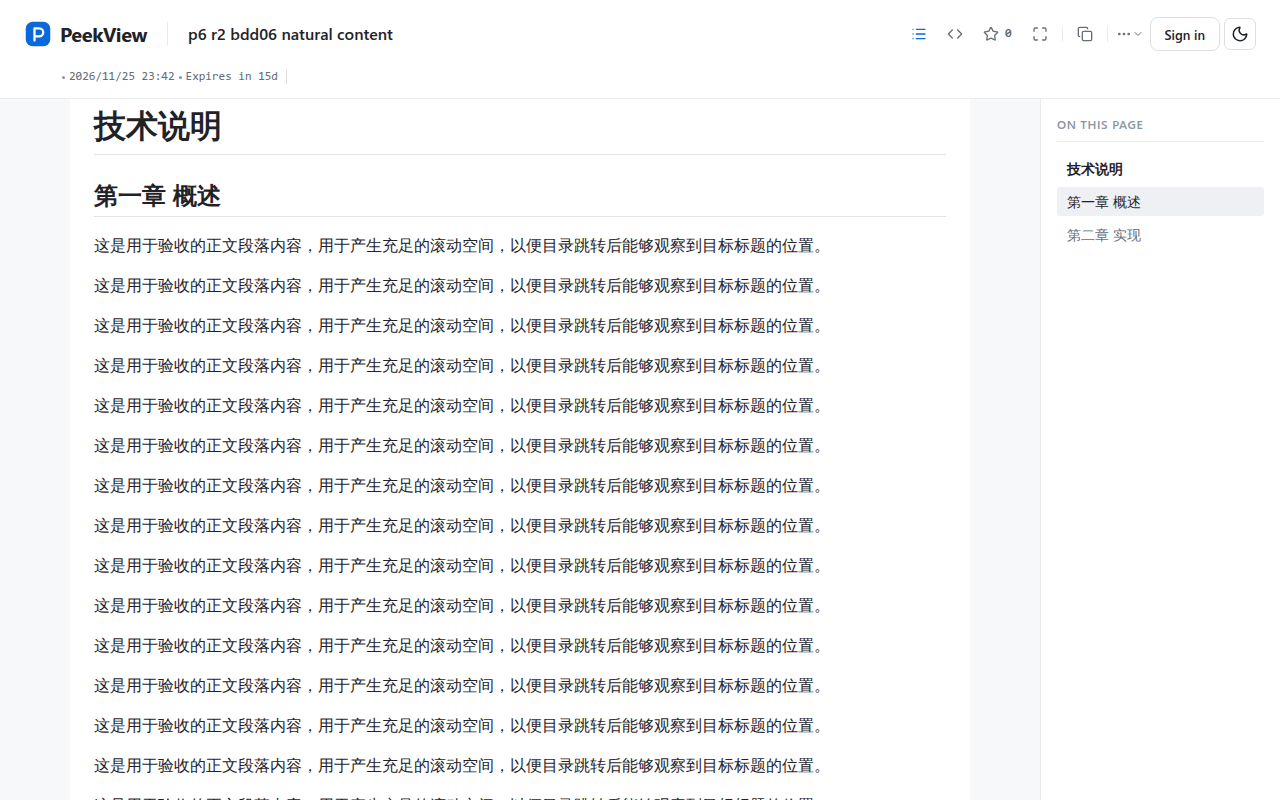 PeekView
p6 r2 bdd06 natural content
0
Sign in
2026/11/25 23:42
Expires in 15d
技术说明
第一章 概述
这是用于验收的正文段落内容，用于产生充足的滚动空间，以便目录跳转后能够观察到目标标题的位置。
这是用于验收的正文段落内容，用于产生充足的滚动空间，以便目录跳转后能够观察到目标标题的位置。
这是用于验收的正文段落内容，用于产生充足的滚动空间，以便目录跳转后能够观察到目标标题的位置。
这是用于验收的正文段落内容，用于产生充足的滚动空间，以便目录跳转后能够观察到目标标题的位置。
这是用于验收的正文段落内容，用于产生充足的滚动空间，以便目录跳转后能够观察到目标标题的位置。
这是用于验收的正文段落内容，用于产生充足的滚动空间，以便目录跳转后能够观察到目标标题的位置。
这是用于验收的正文段落内容，用于产生充足的滚动空间，以便目录跳转后能够观察到目标标题的位置。
这是用于验收的正文段落内容，用于产生充足的滚动空间，以便目录跳转后能够观察到目标标题的位置。
这是用于验收的正文段落内容，用于产生充足的滚动空间，以便目录跳转后能够观察到目标标题的位置。
这是用于验收的正文段落内容，用于产生充足的滚动空间，以便目录跳转后能够观察到目标标题的位置。
这是用于验收的正文段落内容，用于产生充足的滚动空间，以便目录跳转后能够观察到目标标题的位置。
这是用于验收的正文段落内容，用于产生充足的滚动空间，以便目录跳转后能够观察到目标标题的位置。
这是用于验收的正文段落内容，用于产生充足的滚动空间，以便目录跳转后能够观察到目标标题的位置。
这是用于验收的正文段落内容，用于产生充足的滚动空间，以便目录跳转后能够观察到目标标题的位置。
ON THIS PAGE
技术说明
第一章 概述
第二章 实现